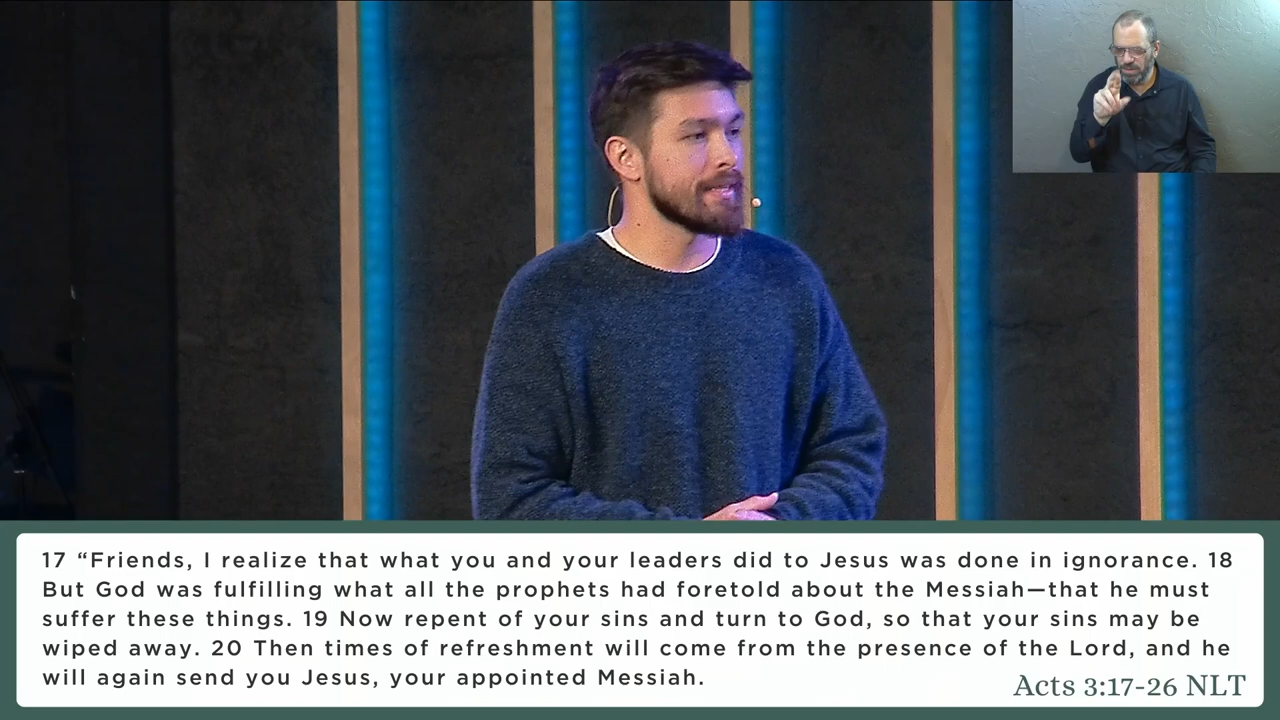 17 “Friends, I realize that what you and your leaders did to Jesus was done in ignorance. 18
But God was fulfilling what all the prophets had foretold about the Messiah—that he must
suffer these things. 19 Now repent of your sins and turn to God, so that your sins may be
wiped away. 20 Then times of refreshment will come from the presence of the Lord, and he
will again send you Jesus, your appointed Messiah.
Acts 3:17-26 NLT